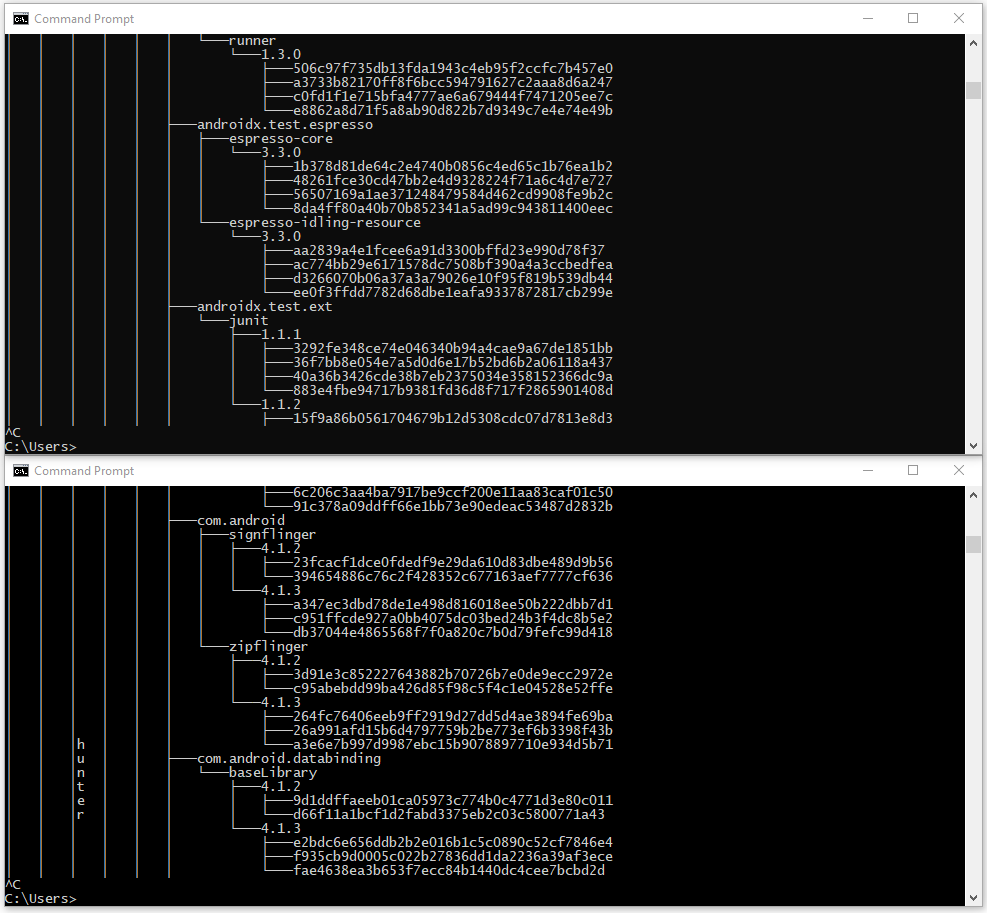 Command Prompt
runner
1.3.0
506c97f735db13fda1943c4eb95f2ccfc7b457e0
a3733b82170ff8f6bcc594791627c2aaa8d6a247
c0fd1f1e715bfa4777ae6a679444f7471205ee7c
e8862a8d71f5a8ab90d822b7d9349c7e4e74e49b
androidx.test.espresso
espresso-core
3.3.0
1b378d81de64c2e4740b0856c4ed65c1b76ea1b2
48261fce30cd47bb2e4d9328224f71a6c4d7e727
56507169a1ae371248479584d462cd9908fe9b2c
8da4ff80a40b70b852341a5ad99c943811400eec
espresso-idling-resource
3.3.0
aa2839a4e1fcee6a91d3300bffd23e990d78f37
ac774bb29e6171578dc7508bf390a4a3ccbedfea
d3266070b06a37a3a79026e10f95f819b539db44
ee0f3ffdd7782d68dbe1eafa9337872817cb299e
androidx.test.ext
junit
1.1.1
3292fe348ce74e046340b94a4cae9a67de1851bb
36f7bb8e054e7a5d0d6e17b52bd6b2a06118a437
40a36b3426cde38b7eb2375034e358152366dc9a
883e4fbe94717b9381fd36d8f717f2865901408d
1.1.2
15f9a86b0561704679b12d5308cdc07d7813e8d3
^C
C:\Users>
Command Prompt
6c206c3aa4ba7917be9ccf200e11aa83caf01c50
91c378a09ddff66e1bb73e90edeac53487d2832b
com.android
signflinger
4.1.2
23fcacf1dce0fdedf9e29da610d83dbe489d9b56
394654886c76c2f428352c677163aef7777cf636
4.1.3
a347ec3dbd78de1e498d816018ee50b222dbb7d1
c951ffcde927a0bb4075dc03bed24b3f4dc8b5e2
db37044e4865568f7f0a820c7b0d79fefc99d418
zipflinger
4.1.2
3d91e3c852227643882b70726b7e0de9ecc2972e
c95abebdd99ba426d85f98c5f4c1e04528e52ffe
4.1.3
264fc76406eeb9ff2919d27dd5d4ae3894fe69ba
26a991afd15b6d4797759b2be773ef6b3398f43b
h a3e6e7b997d9987ebc15b9078897710e934d5b71
u com.android.databinding
n baseLibrary
t 4.1.2
e 9d1ddffaeeb01ca05973c774b0c4771d3e80c011
r d66f11a1bcf1d2fabd3375eb2c03c5800771a43
4.1.3
e2bdc6e656ddb2b2e016b1c5c0890c52cf7846e4
f935cb9d0005c022b27836dd1da2236a39af3ece
fae4638ea3b653f7ecc84b1440dc4cee7bcbd2d
^C
C:\Users>